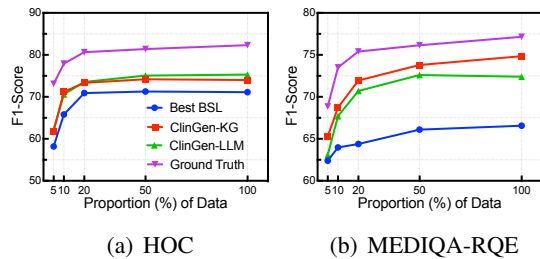 F1-Score
90
80
70
60
50
5 10 20 50 100
Proportion (%) of Data
Best BSL
ClinGen-KG
ClinGen-LLM
Ground Truth
(a) HOC
F1-Score
80
75
70
65
60
5 10 20 50 100
Proportion (%) of Data
(b) MEDIQA-RQE